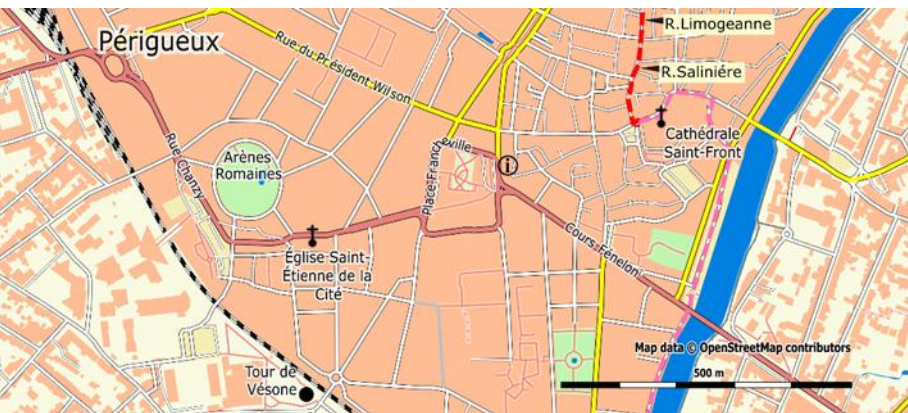 Périgueux
R.Limogeanne
Rue du Président Wilson
R.Saliniére
Cathédrale
Saint-Front
Arènes
Romaines
Rue Chanzy
Place Francheville
i
Église Saint-
Étienne de la
Cité
Cours Fénelon
Map data © OpenStreetMap contributors
Tour de
Vésone
500 m